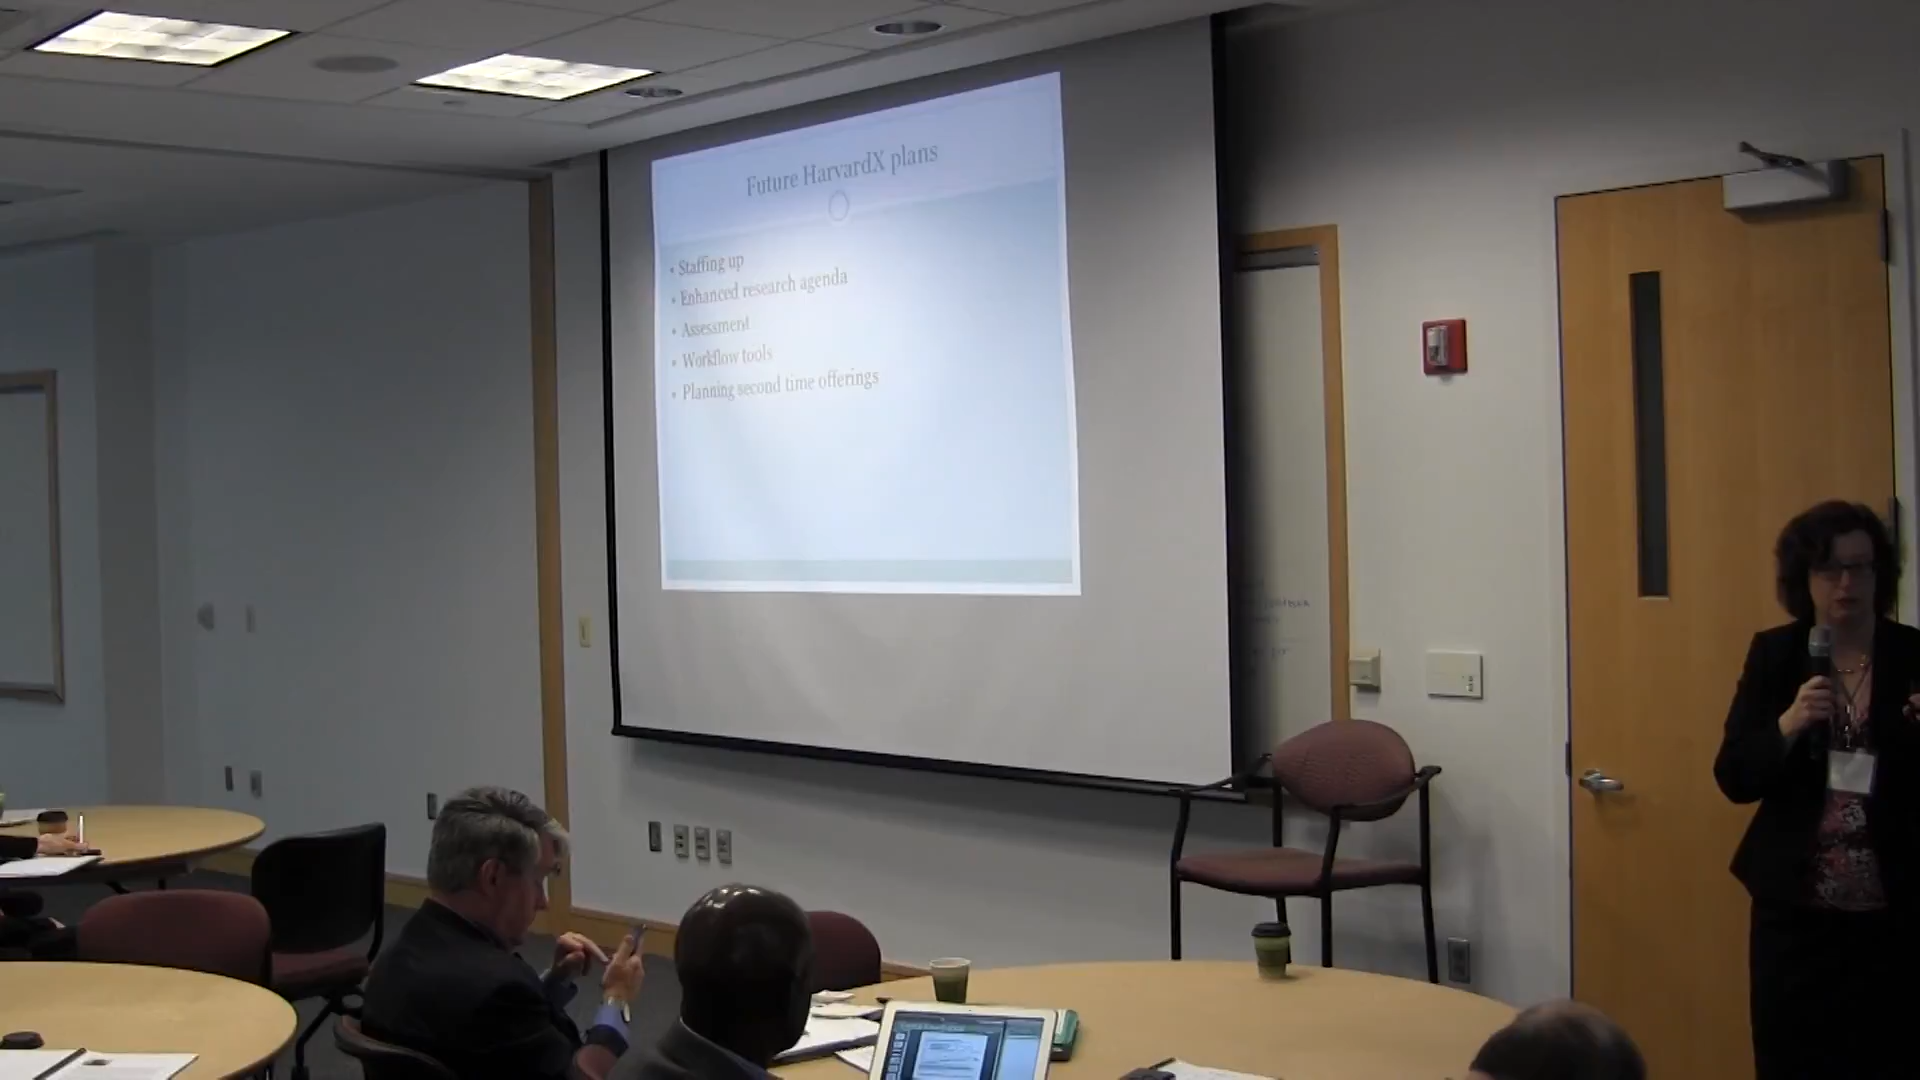 Future HarvardX plans
• Staffing up
• Enhanced research agenda
• Assessment
• Workflow tools
• Planning second time offerings